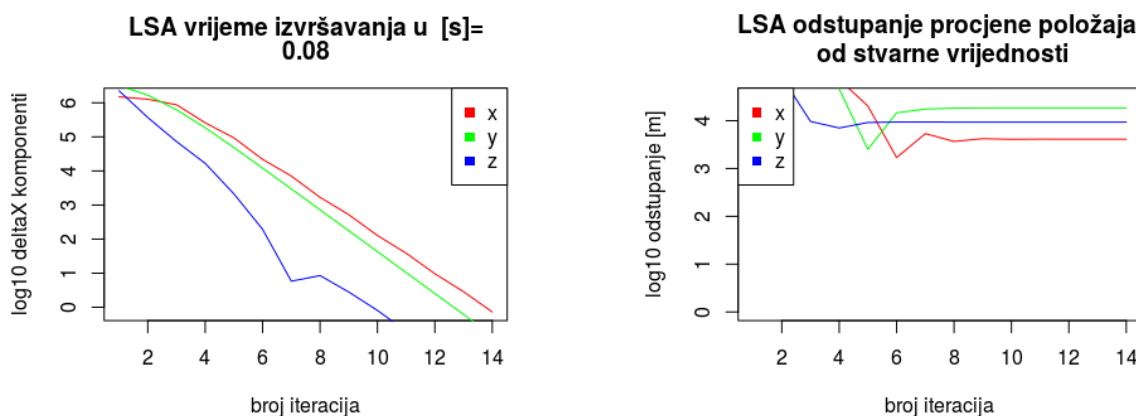 LSA vrijeme izvršavanja u [s]=
0.08
log10 deltaX komponenti
6
5
4
3
2
1
0
x
y
z
2 4 6 8 10 12 14
broj iteracija
LSA odstupanje procjene položaja
od stvarne vrijednosti
log10 odstupanje [m]
4
3
2
1
0
x
y
z
2 4 6 8 10 12 14
broj iteracija